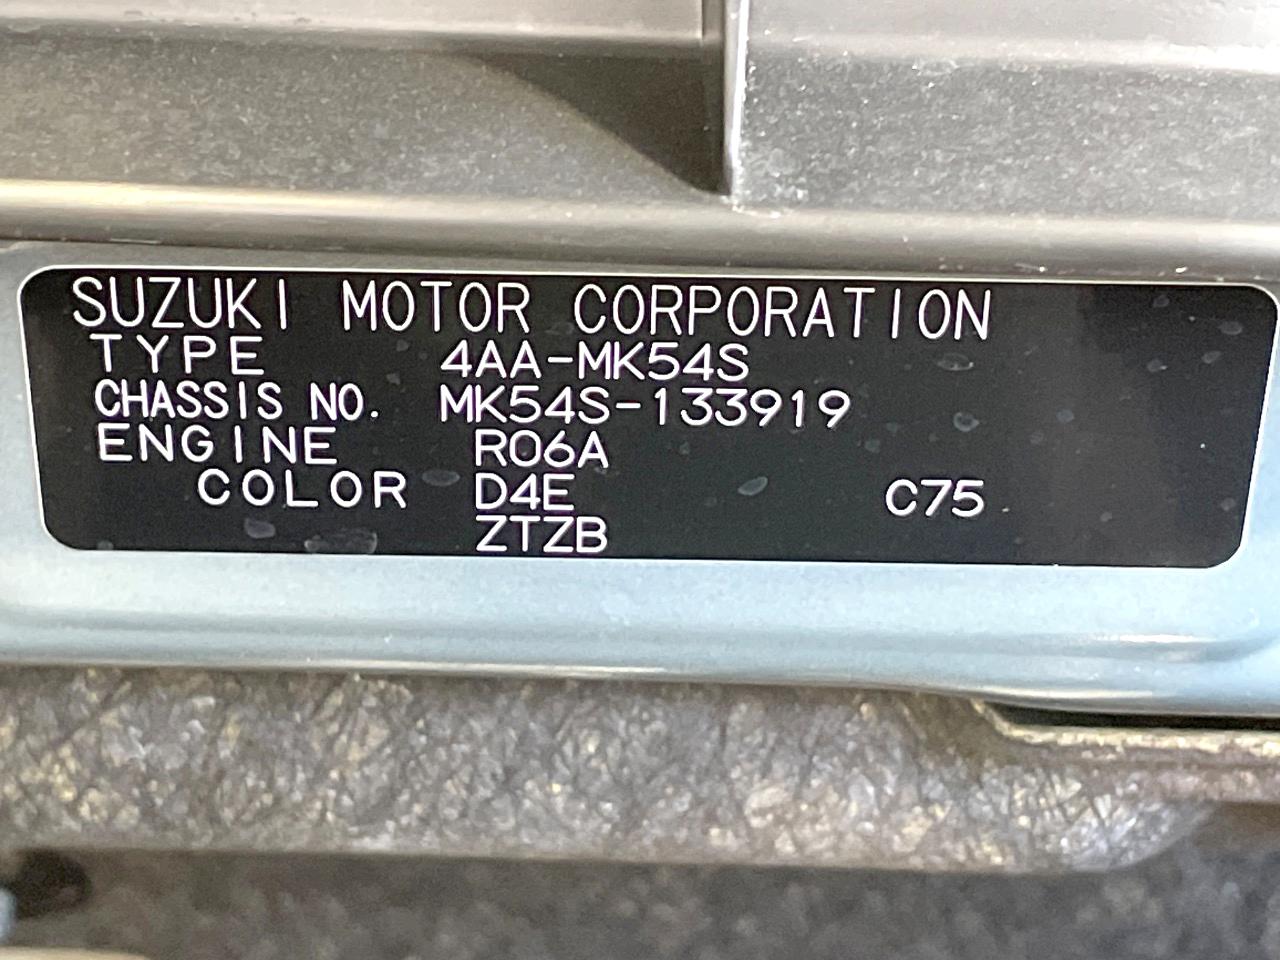 SUZUKI MOTOR CORPORATION
TYPE 4AA-MK54S
CHASSIS NO. MK54S-133919
ENGINE R06A
COLOR D4E C75
ZTZB